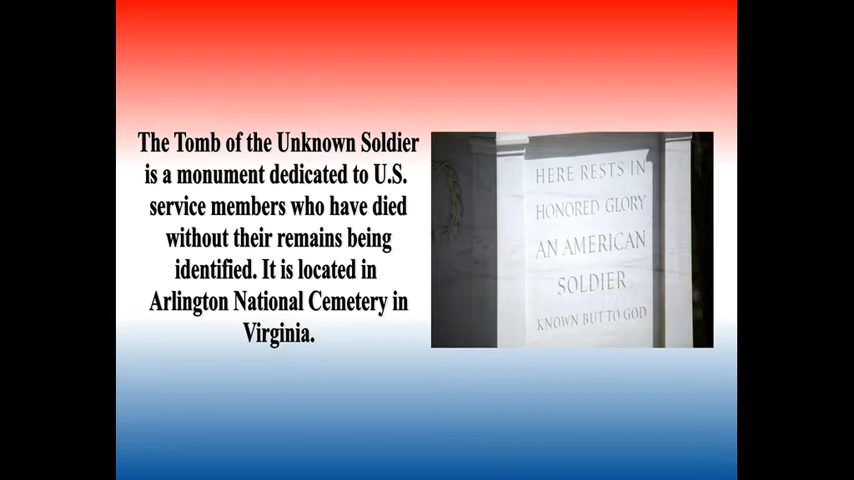 The Tomb of the Unknown Soldier
is a monument dedicated to U.S.
service members who have died
without their remains being
identified. It is located in
Arlington National Cemetery in
Virginia.
HERE RESTS IN
HONORED GLORY
AN AMERICAN
SOLDIER
KNOWN BUT TO GOD